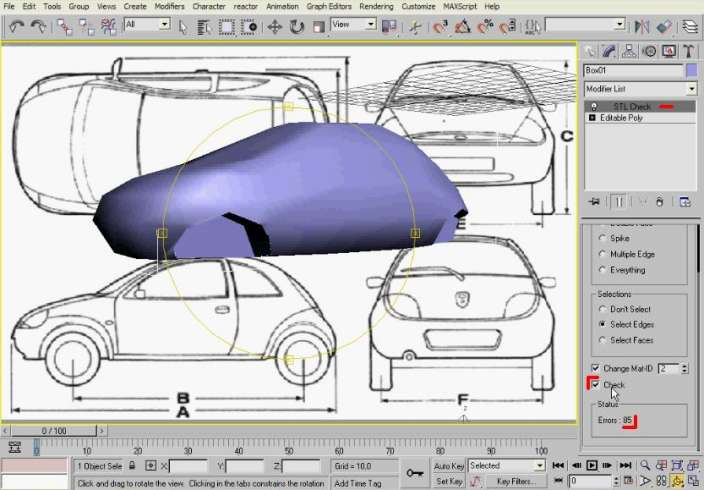 File Edit Tools Group Views Create Modifiers Character reactor Animation Graph Editors Rendering Customize MAXScript Help
All
View
Box01
Modifier List
STL Check
Editable Poly
C
E
Spike
Multiple Edge
Everything
Selections
Don't Select
Select Edges
Select Faces
Change Mat-ID 2
Check
Status
Errors : 85
B
A
F
z
0 / 100
0 10 20 30 40 50 60 70 80 90 100
1 Object Sele X: Y: Z: Grid = 10,0 Auto Key Selected
Click and drag to rotate the view. Clicking in the tabs constrains the rotation Add Time Tag Set Key Key Filters... 0